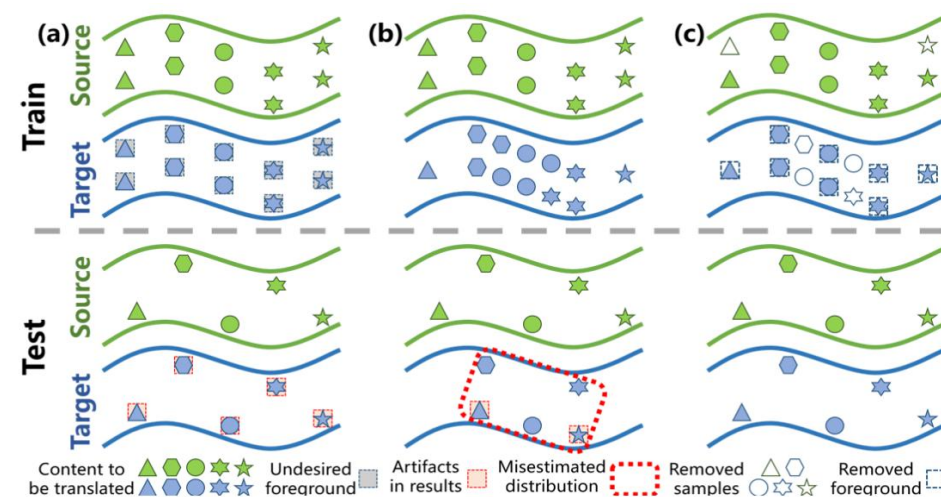 (a)
(b)
(c)
Train
Source
Target
Test
Source
Target
Content to be translated
Undesired foreground
Artifacts in results
Misestimated distribution
Removed samples
Removed foreground